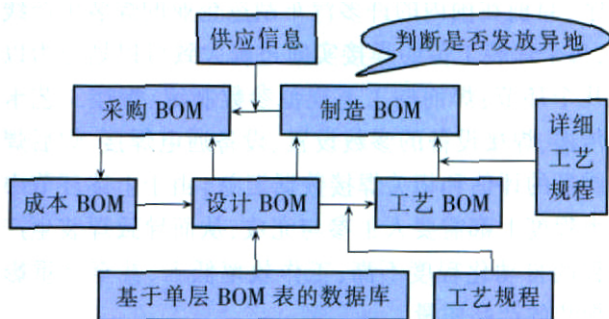 供应信息
判断是否发放异地
采购 BOM
制造 BOM
详细
工艺
规程
成本 BOM
设计 BOM
工艺 BOM
基于单层 BOM 表的数据库
工艺规程